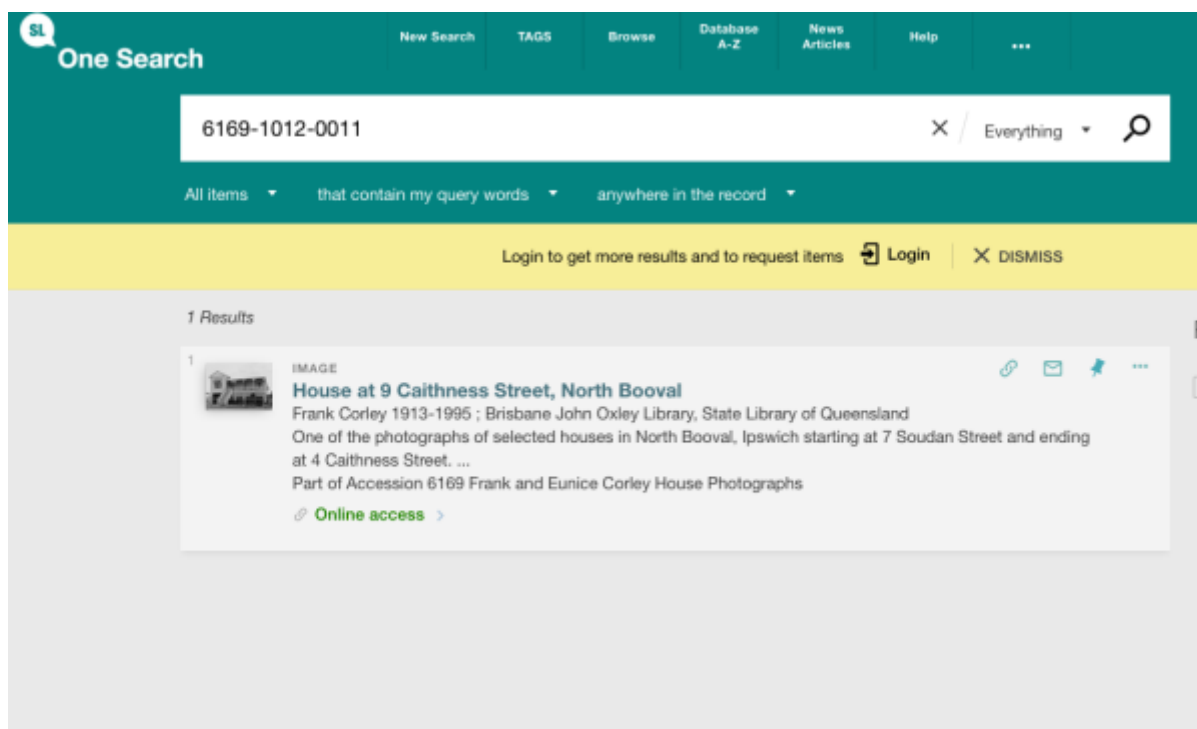 SL
One Search
New Search
TAGS
Browse
Database
A-Z
News
Articles
Help
...
6169-1012-0011
Everything
All items
that contain my query words
anywhere in the record
Login to get more results and to request items
Login
DISMISS
1 Results
1
IMAGE
House at 9 Caithness Street, North Booval
Frank Corley 1913-1995 ; Brisbane John Oxley Library, State Library of Queensland
One of the photographs of selected houses in North Booval, Ipswich starting at 7 Soudan Street and ending
at 4 Caithness Street. ...
Part of Accession 6169 Frank and Eunice Corley House Photographs
Online access